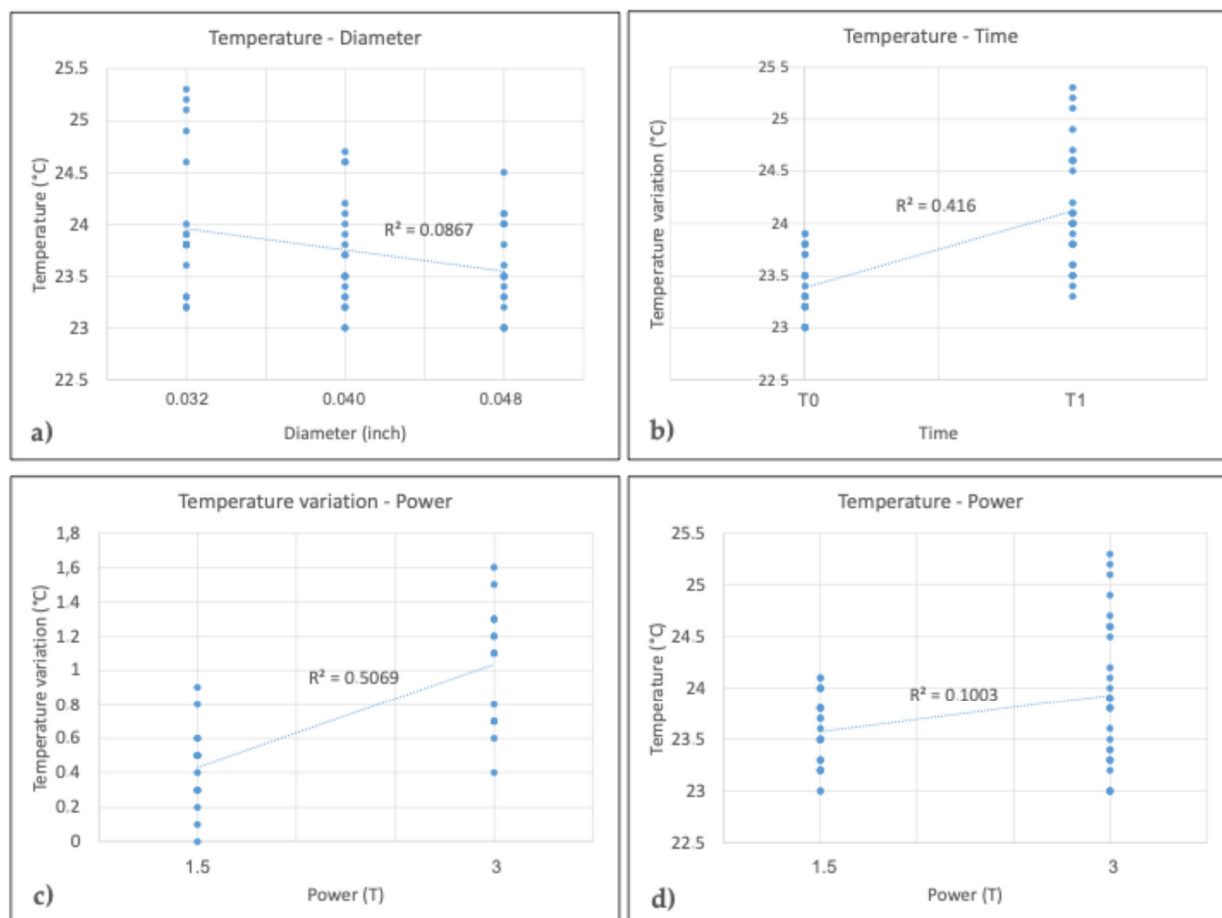 Temperature - Diameter
25.5
25
24.5
24
23.5
23
22.5
Temperature (°C)
R² = 0.0867
0.032 0.040 0.048
Diameter (inch)
a)
Temperature - Time
25.5
25
24.5
24
23.5
23
22.5
Temperature variation (°C)
R² = 0.416
T0 T1
Time
b)
Temperature variation - Power
1,8
1,6
1.4
1.2
1
0.8
0.6
0.4
0.2
0
Temperature variation (°C)
R² = 0.5069
1.5 3
Power (T)
c)
Temperature - Power
25.5
25
24.5
24
23.5
23
22.5
Temperature (°C)
R² = 0.1003
1.5 3
Power (T)
d)